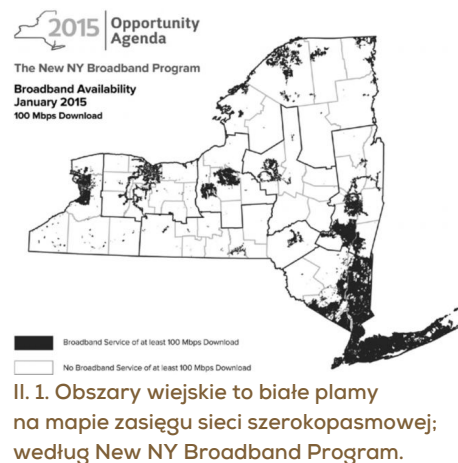 2015 Opportunity
Agenda
The New NY Broadband Program
Broadband Availability
January 2015
100 Mbps Download
Broadband Service of at least 100 Mbps Download
No Broadband Service of at least 100 Mbps Download
Il. 1. Obszary wiejskie to białe plamy
na mapie zasięgu sieci szerokopasmowej;
według New NY Broadband Program.